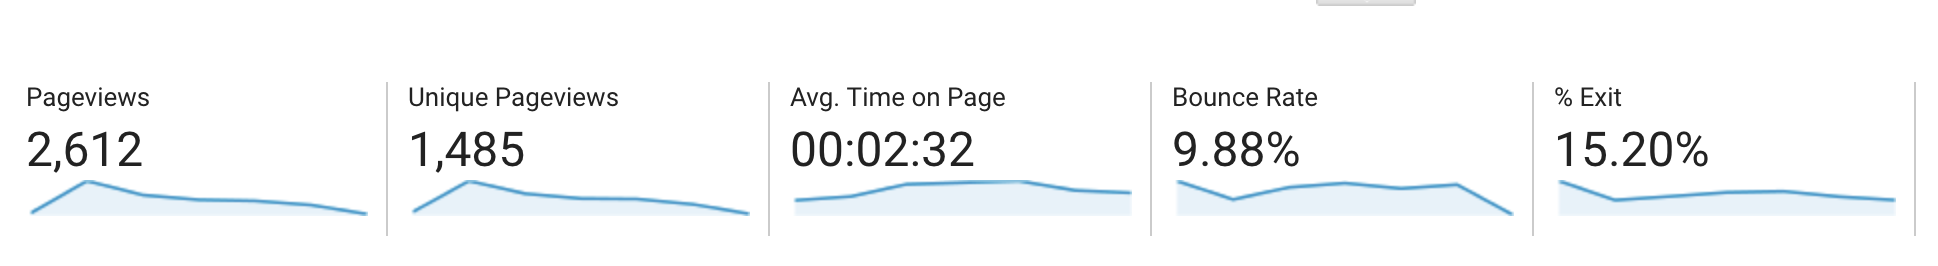 Pageviews
2,612
Unique Pageviews
1,485
Avg. Time on Page
00:02:32
Bounce Rate
9.88%
% Exit
15.20%